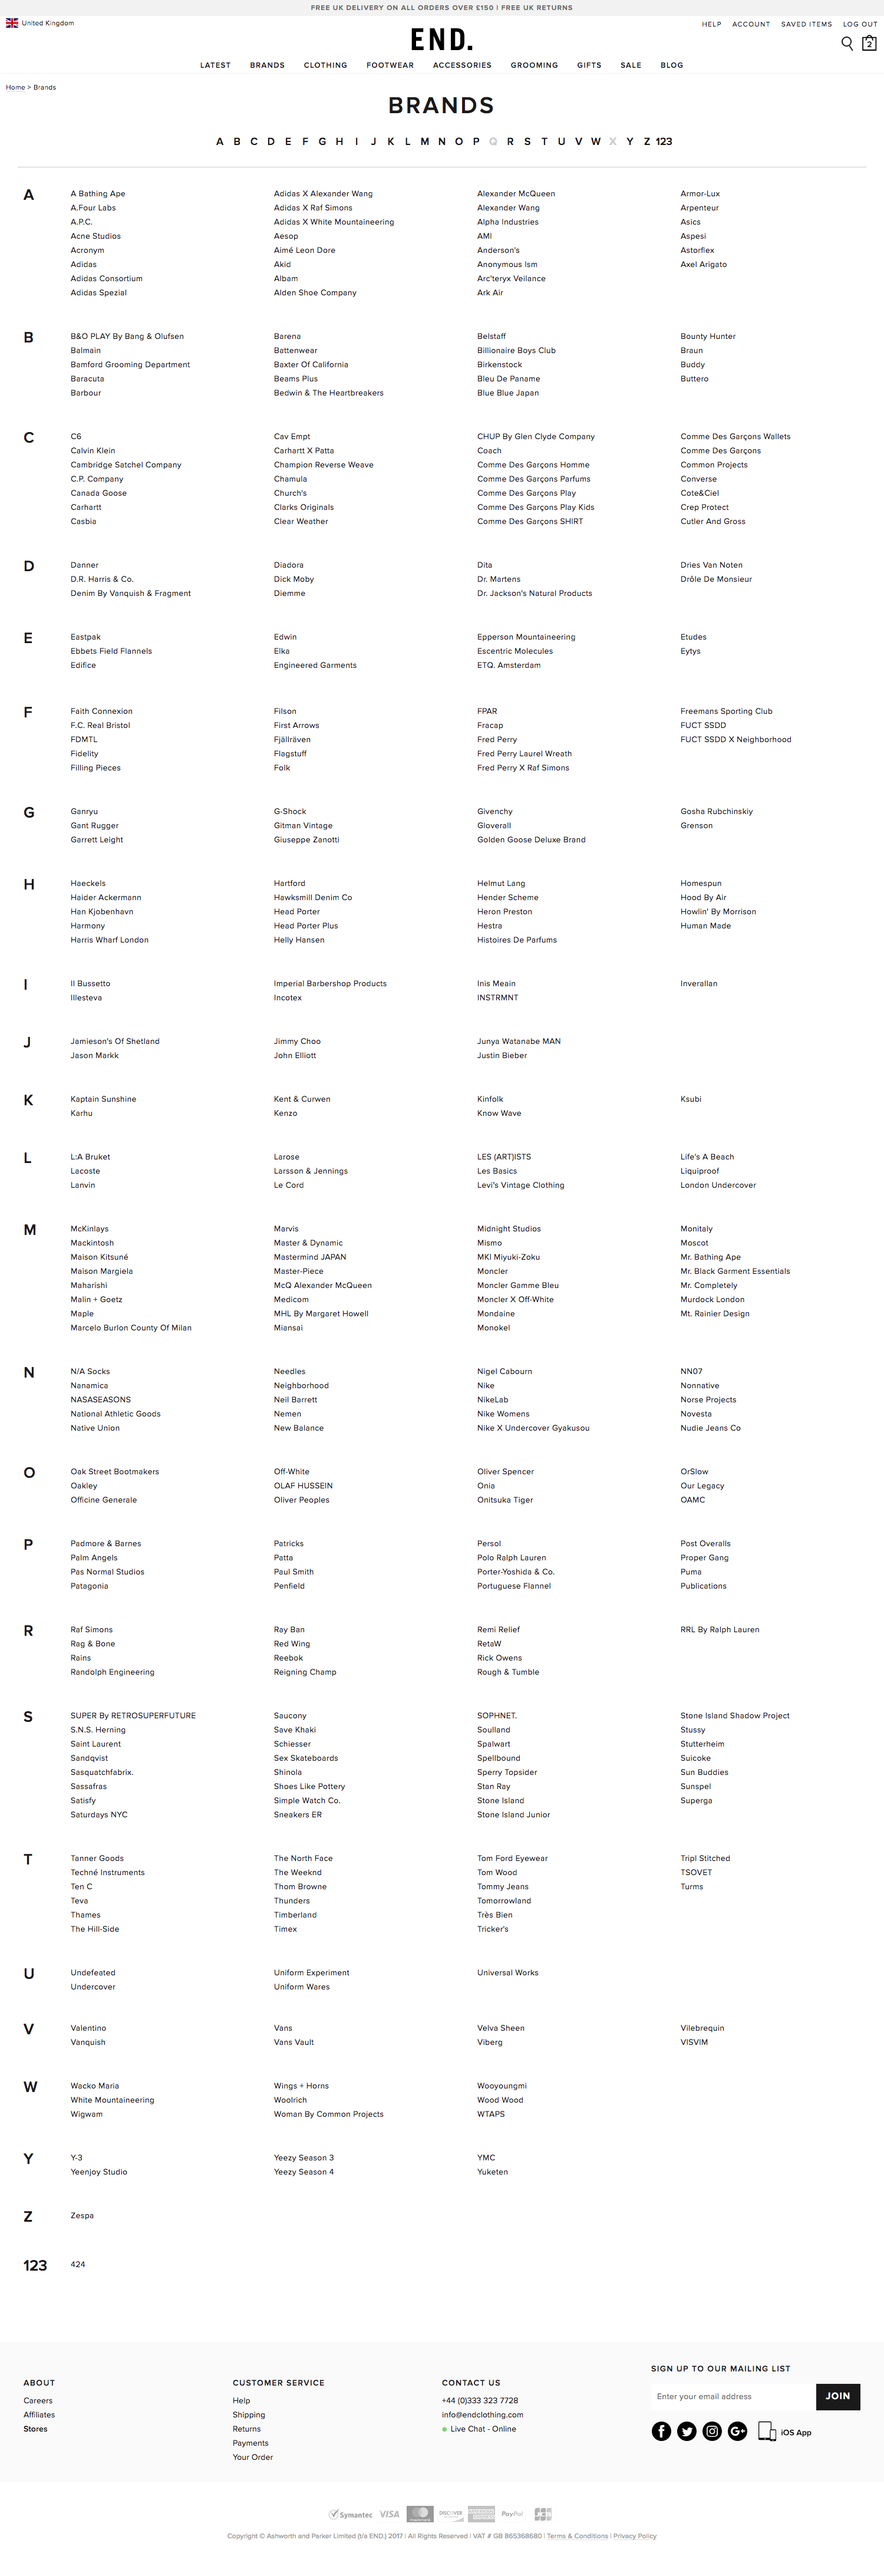 FREE UK DELIVERY ON ALL ORDERS OVER £150 | FREE UK RETURNS
United Kingdom
HELP ACCOUNT SAVED ITEMS LOG OUT
END.
2
LATEST BRANDS CLOTHING FOOTWEAR ACCESSORIES GROOMING GIFTS SALE BLOG
Home > Brands
BRANDS
A B C D E F G H I J K L M N O P Q R S T U V W X Y Z 123
A
A Bathing Ape Adidas X Alexander Wang Alexander McQueen Armor-Lux
A.Four Labs Adidas X Raf Simons Alexander Wang Arpenteur
A.P.C. Adidas X White Mountaineering Alpha Industries Asics
Acne Studios Aesop AMI Aspesi
Acronym Aimé Leon Dore Anderson's Astorflex
Adidas Akid Anonymous Ism Axel Arigato
Adidas Consortium Albam Arc'teryx Veilance
Adidas Spezial Alden Shoe Company Ark Air
B
B&O PLAY By Bang & Olufsen Barena Belstaff Bounty Hunter
Balmain Battenwear Billionaire Boys Club Braun
Bamford Grooming Department Baxter Of California Birkenstock Buddy
Baracuta Beams Plus Bleu De Paname Buttero
Barbour Bedwin & The Heartbreakers Blue Blue Japan
C
C6 Cav Empt CHUP By Glen Clyde Company Comme Des Garçons Wallets
Calvin Klein Carhartt X Patta Coach Comme Des Garçons
Cambridge Satchel Company Champion Reverse Weave Comme Des Garçons Homme Common Projects
C.P. Company Chamula Comme Des Garçons Parfums Converse
Canada Goose Church's Comme Des Garçons Play Cote&Ciel
Carhartt Clarks Originals Comme Des Garçons Play Kids Crep Protect
Casbia Clear Weather Comme Des Garçons SHIRT Cutler And Gross
D
Danner Diadora Dita Dries Van Noten
D.R. Harris & Co. Dick Moby Dr. Martens Drôle De Monsieur
Denim By Vanquish & Fragment Diemme Dr. Jackson's Natural Products
E
Eastpak Edwin Epperson Mountaineering Etudes
Ebbets Field Flannels Elka Escentric Molecules Eytys
Edifice Engineered Garments ETQ. Amsterdam
F
Faith Connexion Filson FPAR Freemans Sporting Club
F.C. Real Bristol First Arrows Fracap FUCT SSDD
FDMTL Fjällräven Fred Perry FUCT SSDD X Neighborhood
Fidelity Flagstuff Fred Perry Laurel Wreath
Filling Pieces Folk Fred Perry X Raf Simons
G
Ganryu G-Shock Givenchy Gosha Rubchinskiy
Gant Rugger Gitman Vintage Gloverall Grenson
Garrett Leight Giuseppe Zanotti Golden Goose Deluxe Brand
H
Haeckels Hartford Helmut Lang Homespun
Haider Ackermann Hawksmill Denim Co Hender Scheme Hood By Air
Han Kjobenhavn Head Porter Heron Preston Howlin' By Morrison
Harmony Head Porter Plus Hestra Human Made
Harris Wharf London Helly Hansen Histoires De Parfums
I
Il Bussetto Imperial Barbershop Products Inis Meain Inverallan
Illesteva Incotex INSTRMNT
J
Jamieson's Of Shetland Jimmy Choo Junya Watanabe MAN
Jason Markk John Elliott Justin Bieber
K
Kaptain Sunshine Kent & Curwen Kinfolk Ksubi
Karhu Kenzo Know Wave
L
L:A Bruket Larose LES (ART)ISTS Life's A Beach
Lacoste Larsson & Jennings Les Basics Liquiproof
Lanvin Le Cord Levi's Vintage Clothing London Undercover
M
McKinlays Marvis Midnight Studios Monitaly
Mackintosh Master & Dynamic Mismo Moscot
Maison Kitsuné Mastermind JAPAN MKI Miyuki-Zoku Mr. Bathing Ape
Maison Margiela Master-Piece Moncler Mr. Black Garment Essentials
Maharishi McQ Alexander McQueen Moncler Gamme Bleu Mr. Completely
Malin + Goetz Medicom Moncler X Off-White Murdock London
Maple MHL By Margaret Howell Mondaine Mt. Rainier Design
Marcelo Burlon County Of Milan Miansai Monokel
N
N/A Socks Needles Nigel Cabourn NN07
Nanamica Neighborhood Nike Nonnative
NASASEASONS Neil Barrett NikeLab Norse Projects
National Athletic Goods Nemen Nike Womens Novesta
Native Union New Balance Nike X Undercover Gyakusou Nudie Jeans Co
O
Oak Street Bootmakers Off-White Oliver Spencer OrSlow
Oakley OLAF HUSSEIN Onia Our Legacy
Officine Generale Oliver Peoples Onitsuka Tiger OAMC
P
Padmore & Barnes Patricks Persol Post Overalls
Palm Angels Patta Polo Ralph Lauren Proper Gang
Pas Normal Studios Paul Smith Porter-Yoshida & Co. Puma
Patagonia Penfield Portuguese Flannel Publications
R
Raf Simons Ray Ban Remi Relief RRL By Ralph Lauren
Rag & Bone Red Wing RetaW
Rains Reebok Rick Owens
Randolph Engineering Reigning Champ Rough & Tumble
S
SUPER By RETROSUPERFUTURE Saucony SOPHNET. Stone Island Shadow Project
S.N.S. Herning Save Khaki Soulland Stussy
Saint Laurent Schiesser Spalwart Stutterheim
Sandqvist Sex Skateboards Spellbound Suicoke
Sasquatchfabrix. Shinola Sperry Topsider Sun Buddies
Sassafras Shoes Like Pottery Stan Ray Sunspel
Satisfy Simple Watch Co. Stone Island Superga
Saturdays NYC Sneakers ER Stone Island Junior
T
Tanner Goods The North Face Tom Ford Eyewear Tripl Stitched
Techné Instruments The Weeknd Tom Wood TSOVET
Ten C Thom Browne Tommy Jeans Turms
Teva Thunders Tomorrowland
Thames Timberland Très Bien
The Hill-Side Timex Tricker's
U
Undefeated Uniform Experiment Universal Works
Undercover Uniform Wares
V
Valentino Vans Velva Sheen Vilebrequin
Vanquish Vans Vault Viberg VISVIM
W
Wacko Maria Wings + Horns Wooyoungmi
White Mountaineering Woolrich Wood Wood
Wigwam Woman By Common Projects WTAPS
Y
Y-3 Yeezy Season 3 YMC
Yeenjoy Studio Yeezy Season 4 Yuketen
Z
Zespa
123
424
ABOUT
Careers
Affiliates
Stores
CUSTOMER SERVICE
Help
Shipping
Returns
Payments
Your Order
CONTACT US
+44 (0)333 323 7728
info@endclothing.com
Live Chat - Online
SIGN UP TO OUR MAILING LIST
Enter your email address JOIN
iOS App
Symantec VISA MasterCard DISCOVER AMERICAN EXPRESS PayPal JCB
Copyright © Ashworth and Parker Limited (t/a END.) 2017 | All Rights Reserved | VAT # GB 865368680 | Terms & Conditions | Privacy Policy